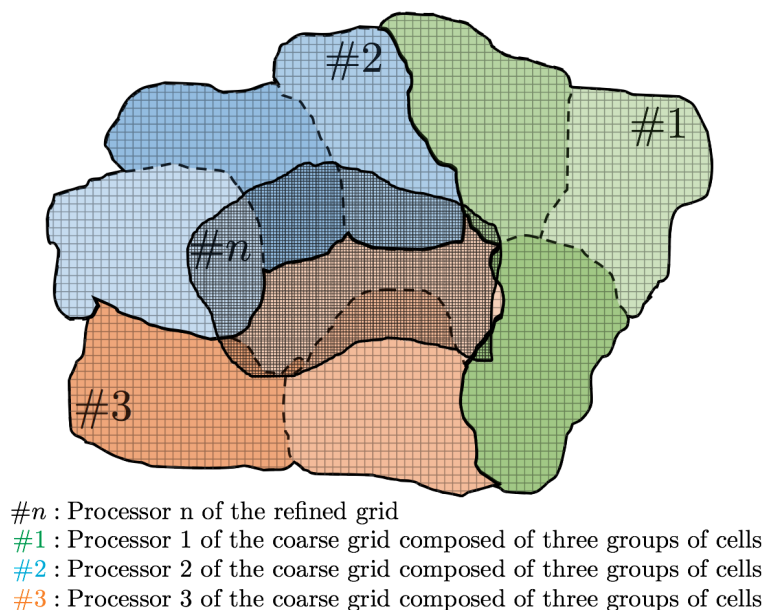 #2
#1
#n
#3
#n : Processor n of the refined grid
#1 : Processor 1 of the coarse grid composed of three groups of cells
#2 : Processor 2 of the coarse grid composed of three groups of cells
#3 : Processor 3 of the coarse grid composed of three groups of cells